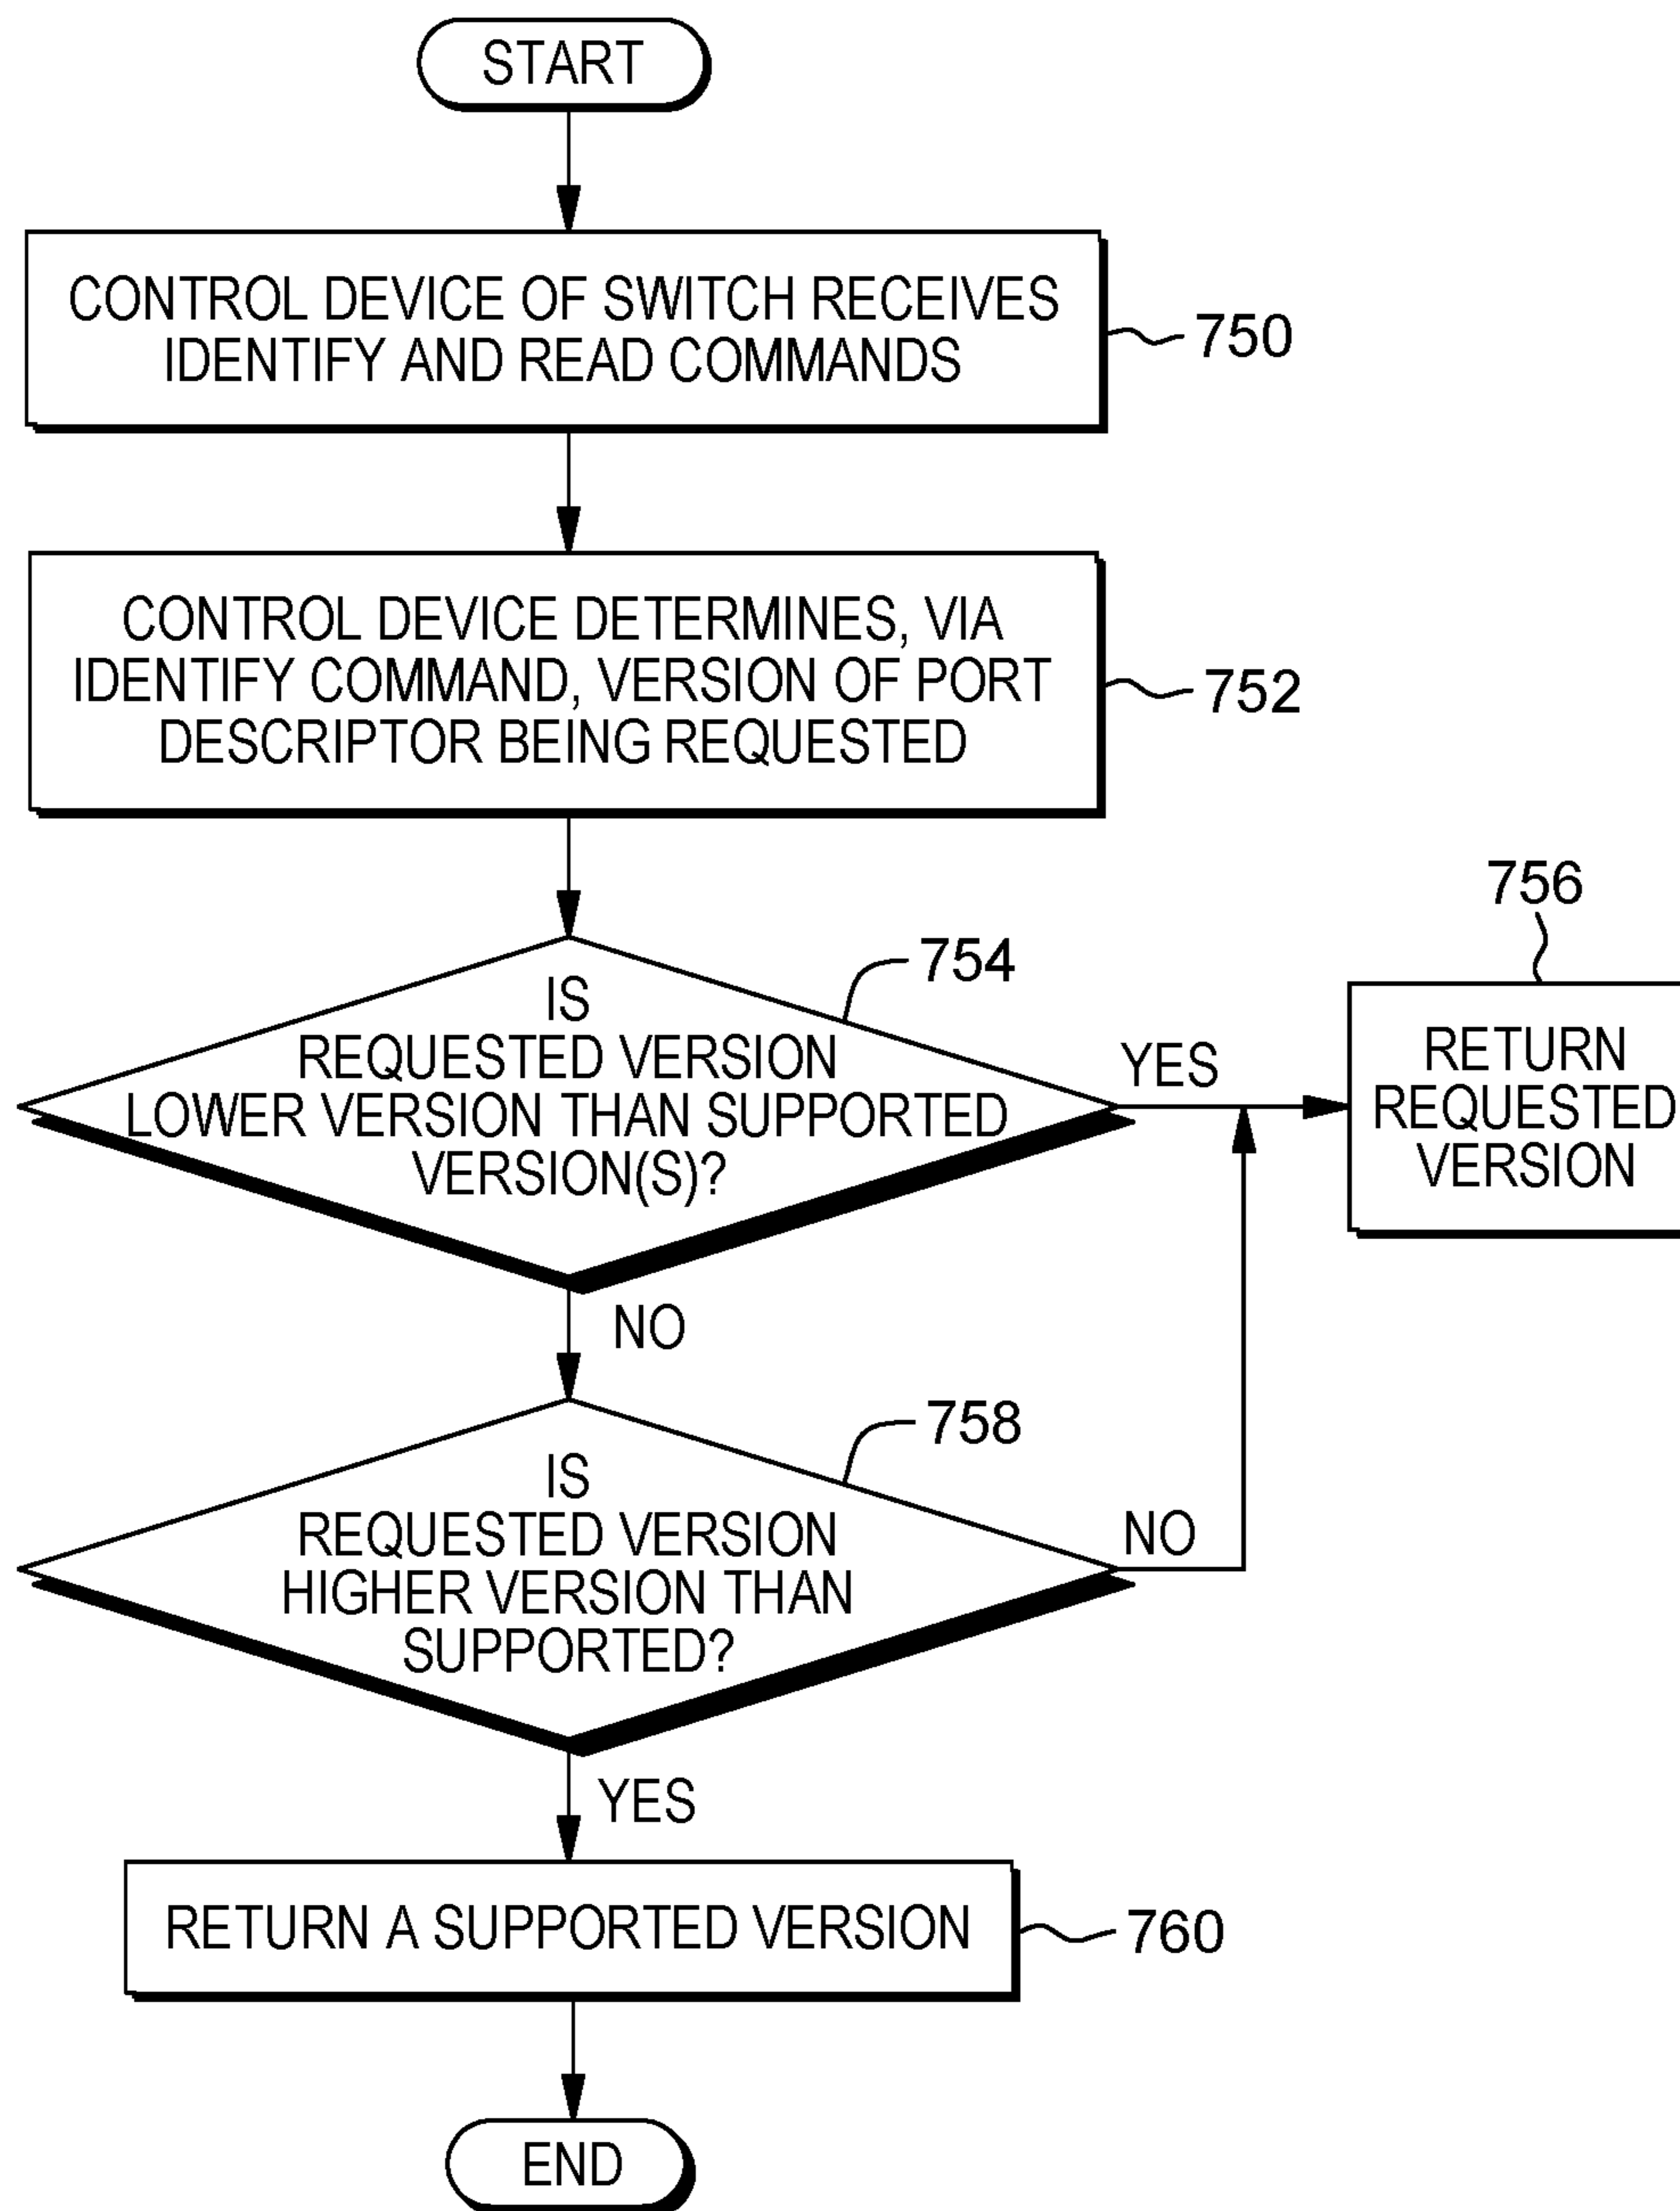 START
CONTROL DEVICE OF SWITCH RECEIVES
IDENTIFY AND READ COMMANDS
750
CONTROL DEVICE DETERMINES, VIA
IDENTIFY COMMAND, VERSION OF PORT
DESCRIPTOR BEING REQUESTED
752
754
IS
REQUESTED VERSION
LOWER VERSION THAN SUPPORTED
VERSION(S)?
YES
756
RETURN
REQUESTED
VERSION
NO
758
IS
REQUESTED VERSION
HIGHER VERSION THAN
SUPPORTED?
NO
YES
RETURN A SUPPORTED VERSION
760
END